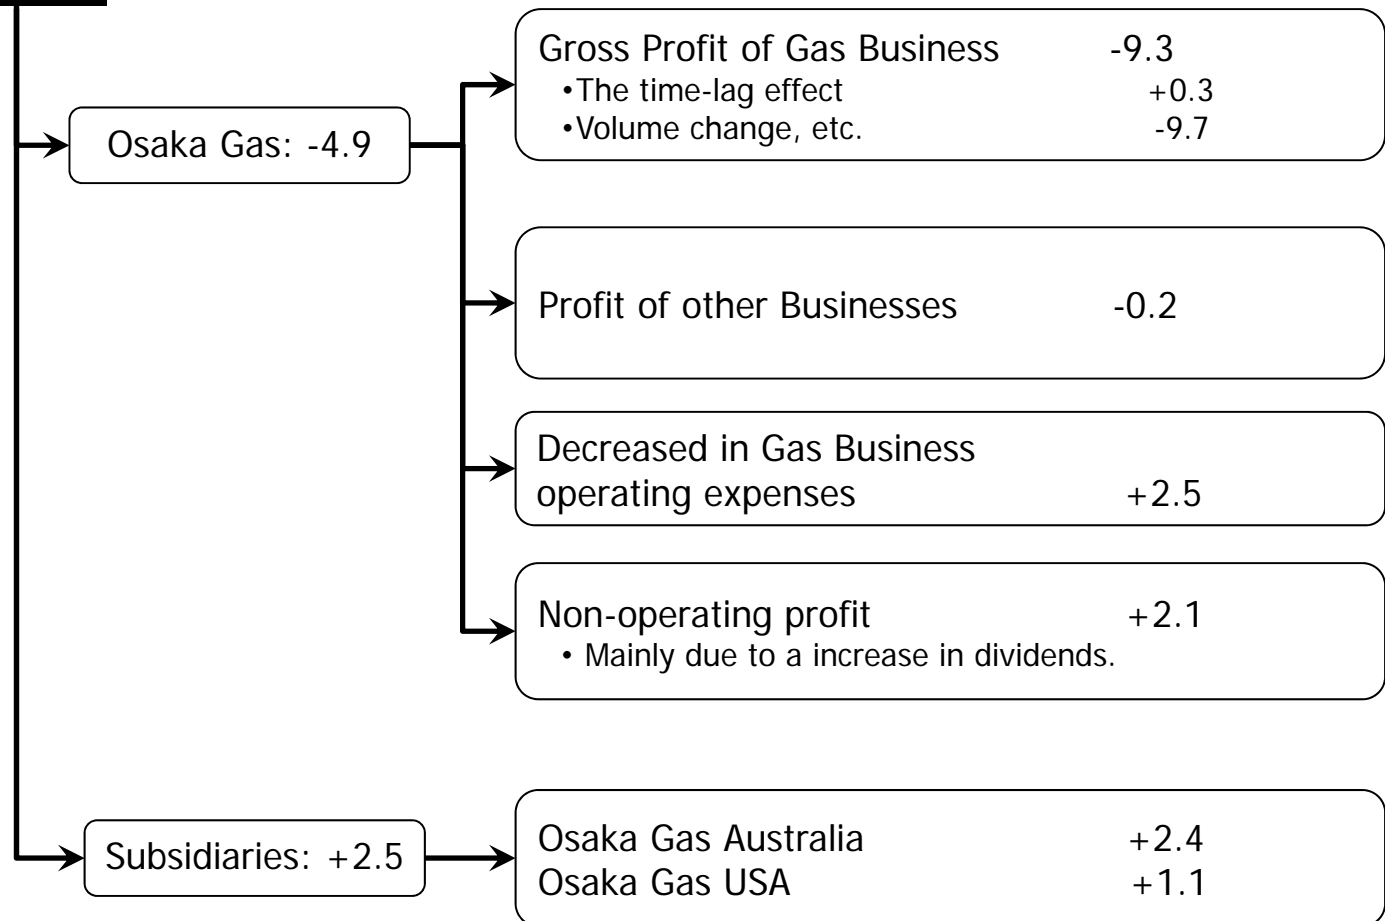 Gross Profit of Gas Business -9.3
•The time-lag effect +0.3
•Volume change, etc. -9.7
Osaka Gas: -4.9
Profit of other Businesses -0.2
Decreased in Gas Business
operating expenses +2.5
Non-operating profit +2.1
• Mainly due to a increase in dividends.
Subsidiaries: +2.5
Osaka Gas Australia +2.4
Osaka Gas USA +1.1